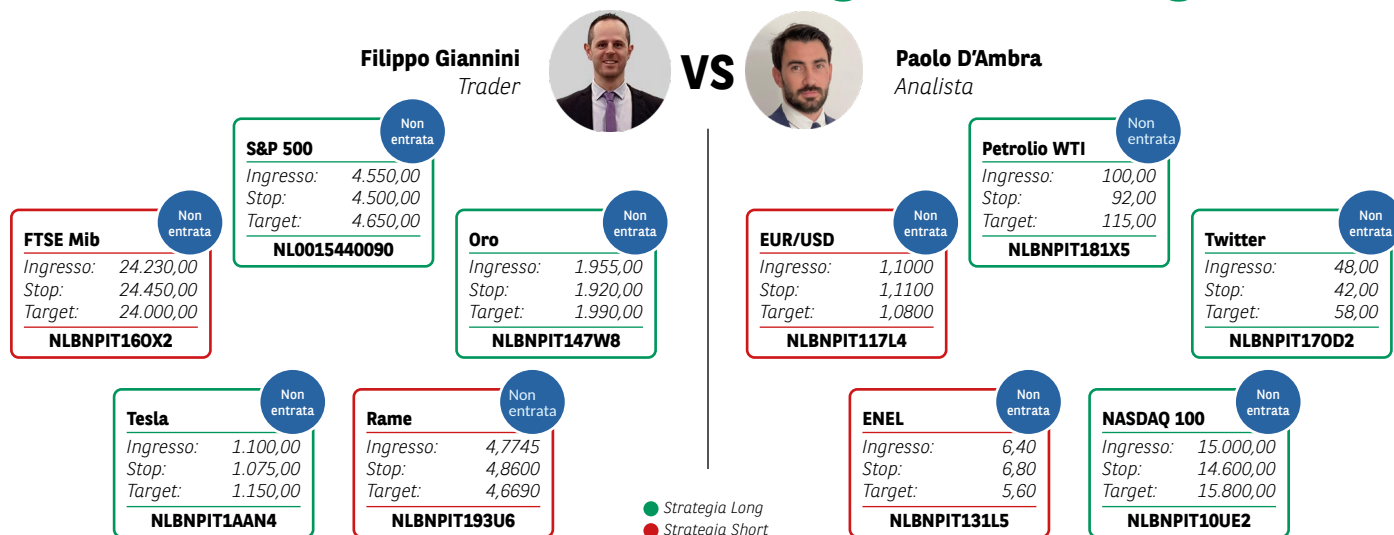 Filippo Giannini
Trader
VS
Paolo D'Ambra
Analista
Non
entrata
S&P 500
Ingresso: 4.550,00
Stop: 4.500,00
Target: 4.650,00
NL0015440090
Non
entrata
FTSE Mib
Ingresso: 24.230,00
Stop: 24.450,00
Target: 24.000,00
NLBNPIT16OX2
Non
entrata
Oro
Ingresso: 1.955,00
Stop: 1.920,00
Target: 1.990,00
NLBNPIT147W8
Non
entrata
Tesla
Ingresso: 1.100,00
Stop: 1.075,00
Target: 1.150,00
NLBNPIT1AAN4
Non
entrata
Rame
Ingresso: 4,7745
Stop: 4,8600
Target: 4,6690
NLBNPIT193U6
Non
entrata
Petrolio WTI
Ingresso: 100,00
Stop: 92,00
Target: 115,00
NLBNPIT181X5
Non
entrata
EUR/USD
Ingresso: 1,1000
Stop: 1,1100
Target: 1,0800
NLBNPIT117L4
Non
entrata
Twitter
Ingresso: 48,00
Stop: 42,00
Target: 58,00
NLBNPIT17OD2
Non
entrata
ENEL
Ingresso: 6,40
Stop: 6,80
Target: 5,60
NLBNPIT131L5
Non
entrata
NASDAQ 100
Ingresso: 15.000,00
Stop: 14.600,00
Target: 15.800,00
NLBNPIT10UE2
Strategia Long
Strategia Short